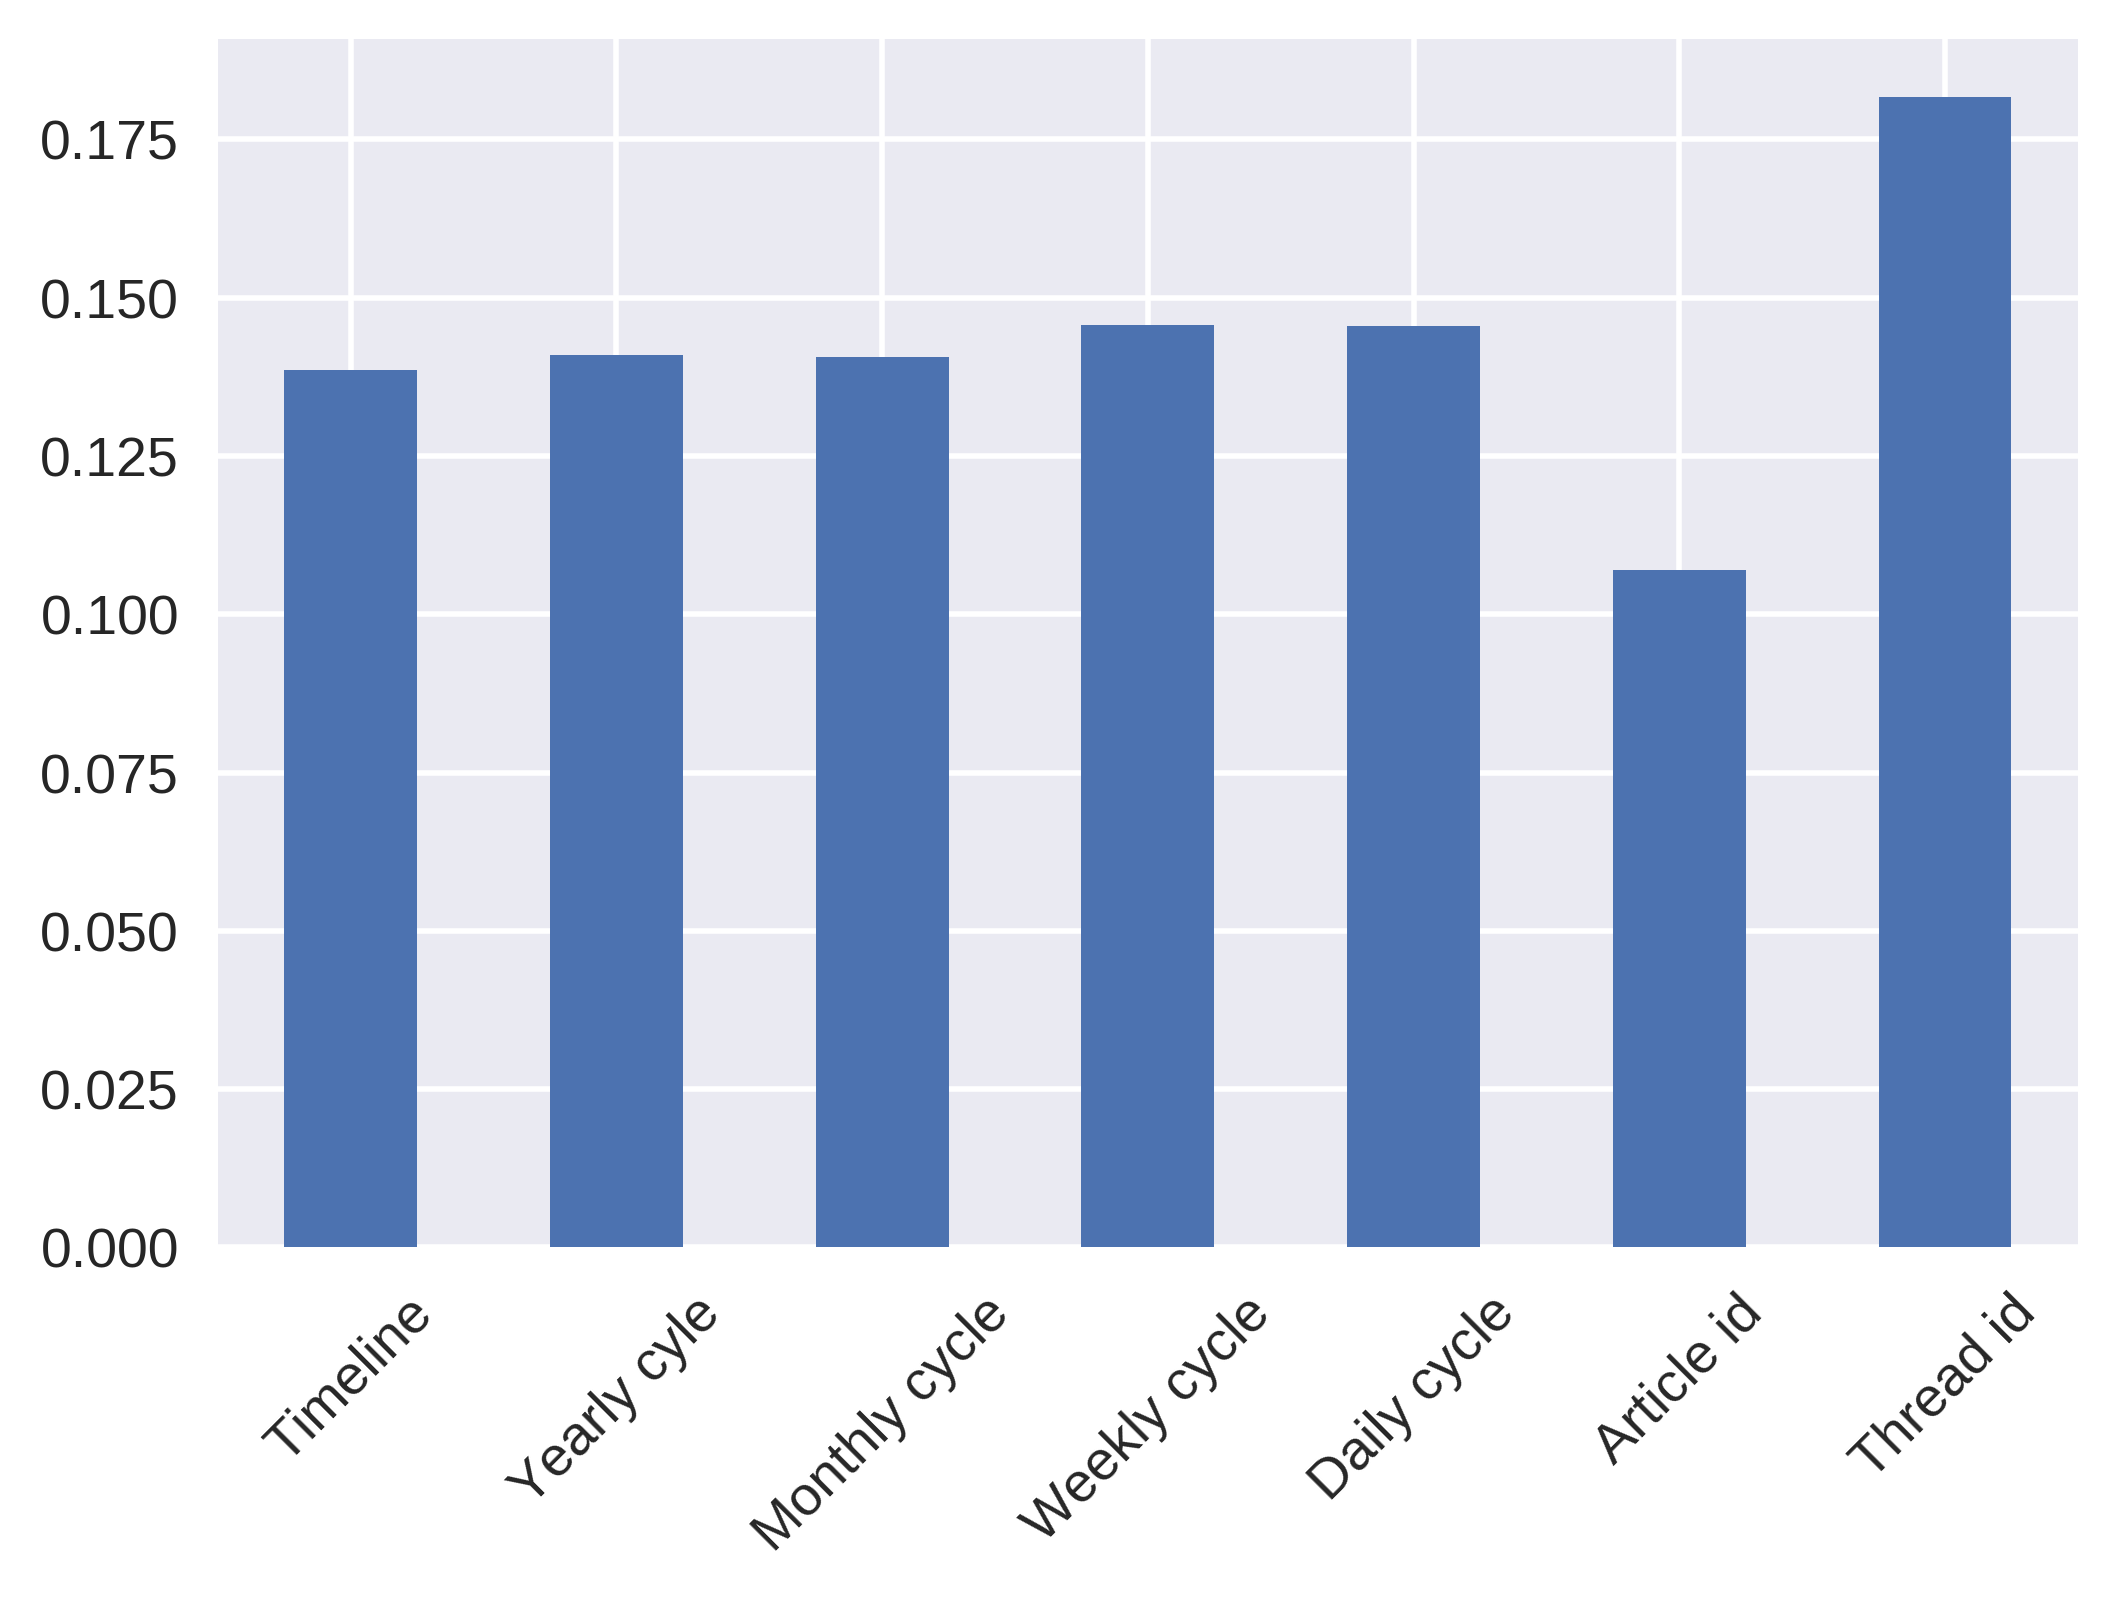 0.175
0.150
0.125
0.100
0.075
0.050
0.025
0.000
Timeline
Yearly cyle
Monthly cycle
Weekly cycle
Daily cycle
Article id
Thread id